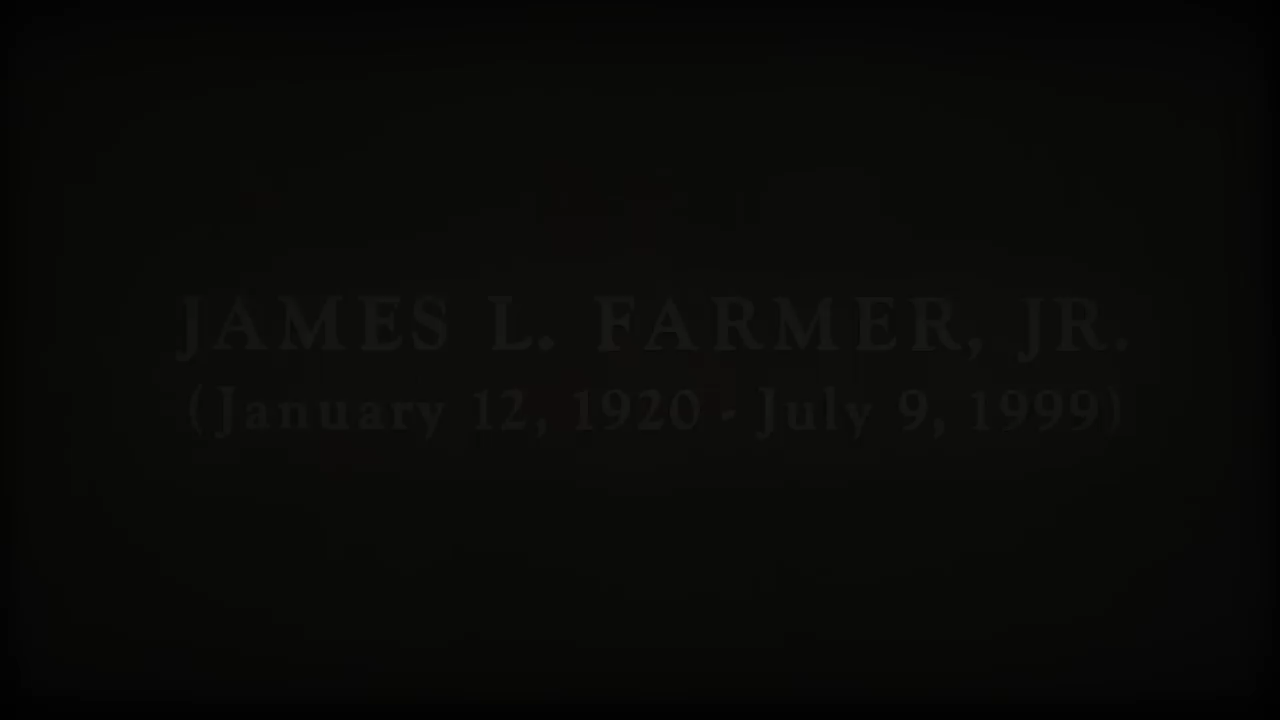 JAMES L. FARMER, JR.
(January 12, 1920 - July 9, 1999)